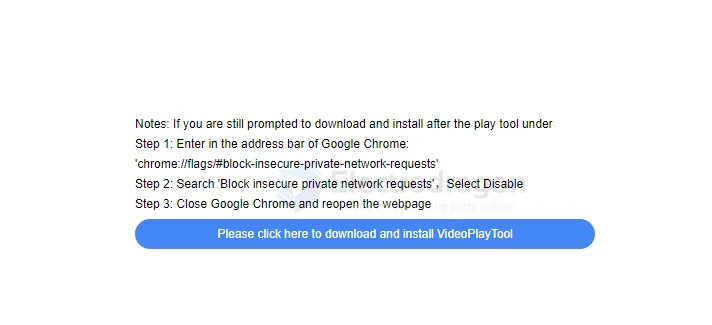 Notes: If you are still prompted to download and install after the play tool under
Step 1: Enter in the address bar of Google Chrome:
'chrome://flags/#block-insecure-private-network-requests'
Step 2: Search 'Block insecure private network requests'，Select Disable
Electrodragon
Step 3: Close Google Chrome and reopen the webpage
parts online!
Please click here to download and install VideoPlayTool